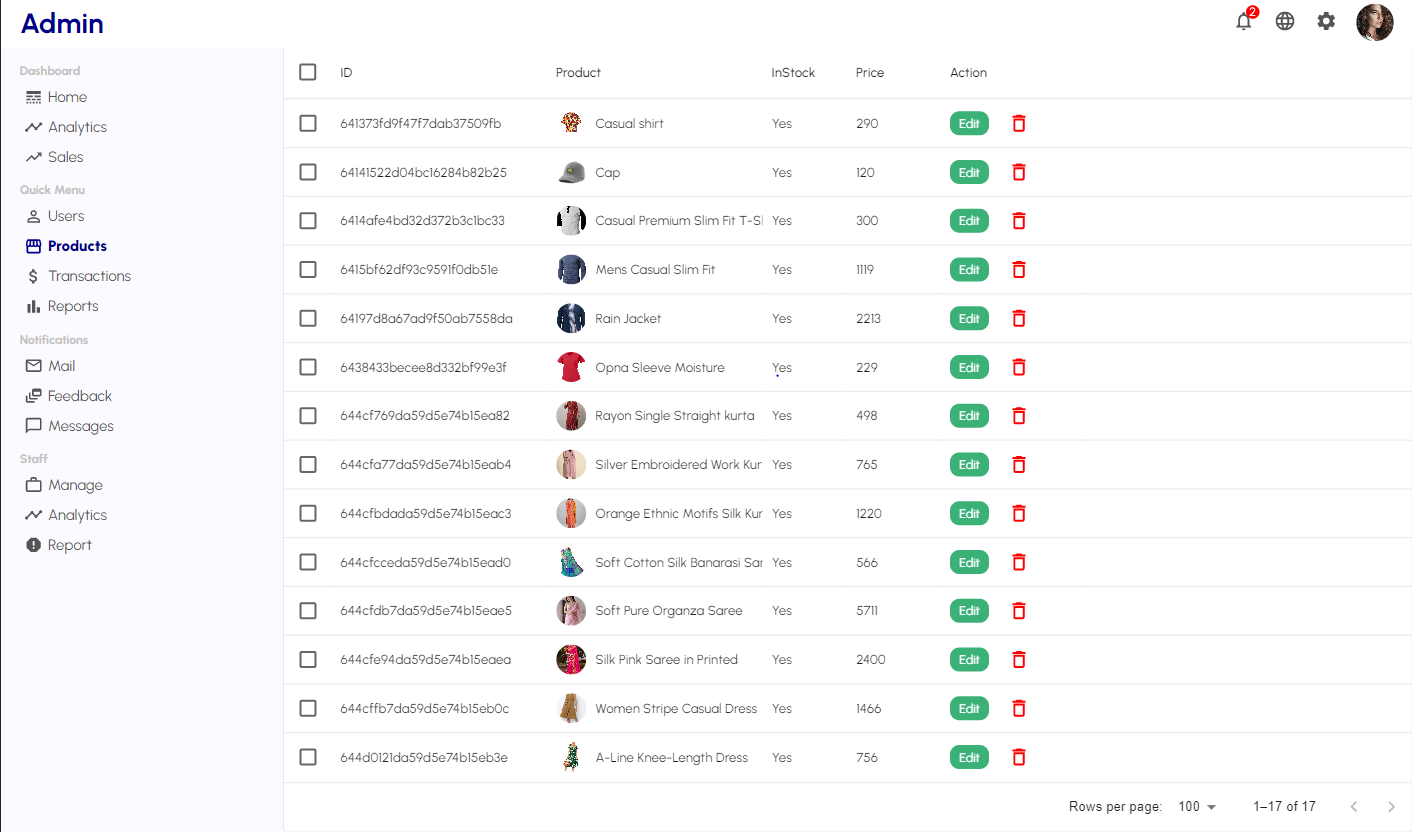 Admin
2
Dashboard
Home
Analytics
Sales
Quick Menu
Users
Products
Transactions
Reports
Notifications
Mail
Feedback
Messages
Staff
Manage
Analytics
Report
ID Product InStock Price Action
641373fd9f47f7dab37509fb Casual shirt Yes 290 Edit
64141522d04bc16284b82b25 Cap Yes 120 Edit
6414afe4bd32d372b3c1bc33 Casual Premium Slim Fit T-Sl Yes 300 Edit
6415bf62df93c9591f0db51e Mens Casual Slim Fit Yes 1119 Edit
64197d8a67ad9f50ab7558da Rain Jacket Yes 2213 Edit
6438433becee8d332bf99e3f Opna Sleeve Moisture Yes 229 Edit
644cf769da59d5e74b15ea82 Rayon Single Straight kurta Yes 498 Edit
644cfa77da59d5e74b15eab4 Silver Embroidered Work Kur Yes 765 Edit
644cfbdada59d5e74b15eac3 Orange Ethnic Motifs Silk Kur Yes 1220 Edit
644cfcceda59d5e74b15ead0 Soft Cotton Silk Banarasi Sar Yes 566 Edit
644cfdb7da59d5e74b15eae5 Soft Pure Organza Saree Yes 5711 Edit
644cfe94da59d5e74b15eaea Silk Pink Saree in Printed Yes 2400 Edit
644cffb7da59d5e74b15eb0c Women Stripe Casual Dress Yes 1466 Edit
644d0121da59d5e74b15eb3e A-Line Knee-Length Dress Yes 756 Edit
Rows per page: 100 1–17 of 17